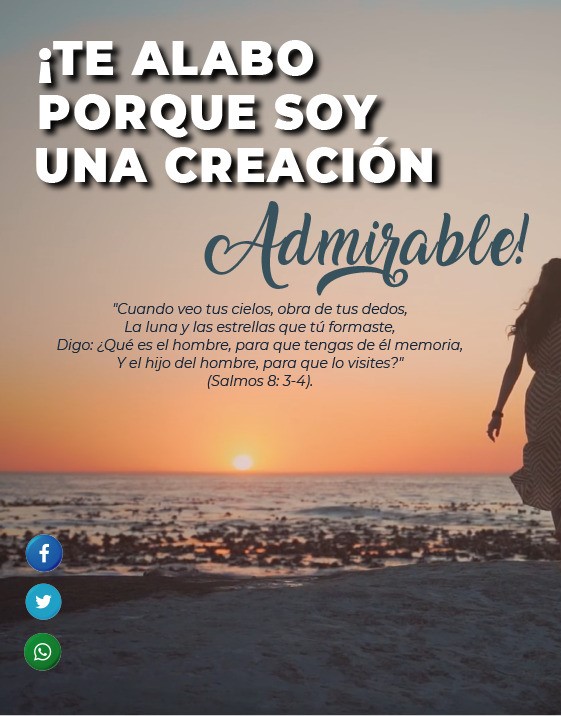 ¡TE ALABO
PORQUE SOY
UNA CREACIÓN
Admirable!
"Cuando veo tus cielos, obra de tus dedos,
La luna y las estrellas que tú formaste,
Digo: ¿Qué es el hombre, para que tengas de él memoria,
Y el hijo del hombre, para que lo visites?"
(Salmos 8: 3-4).